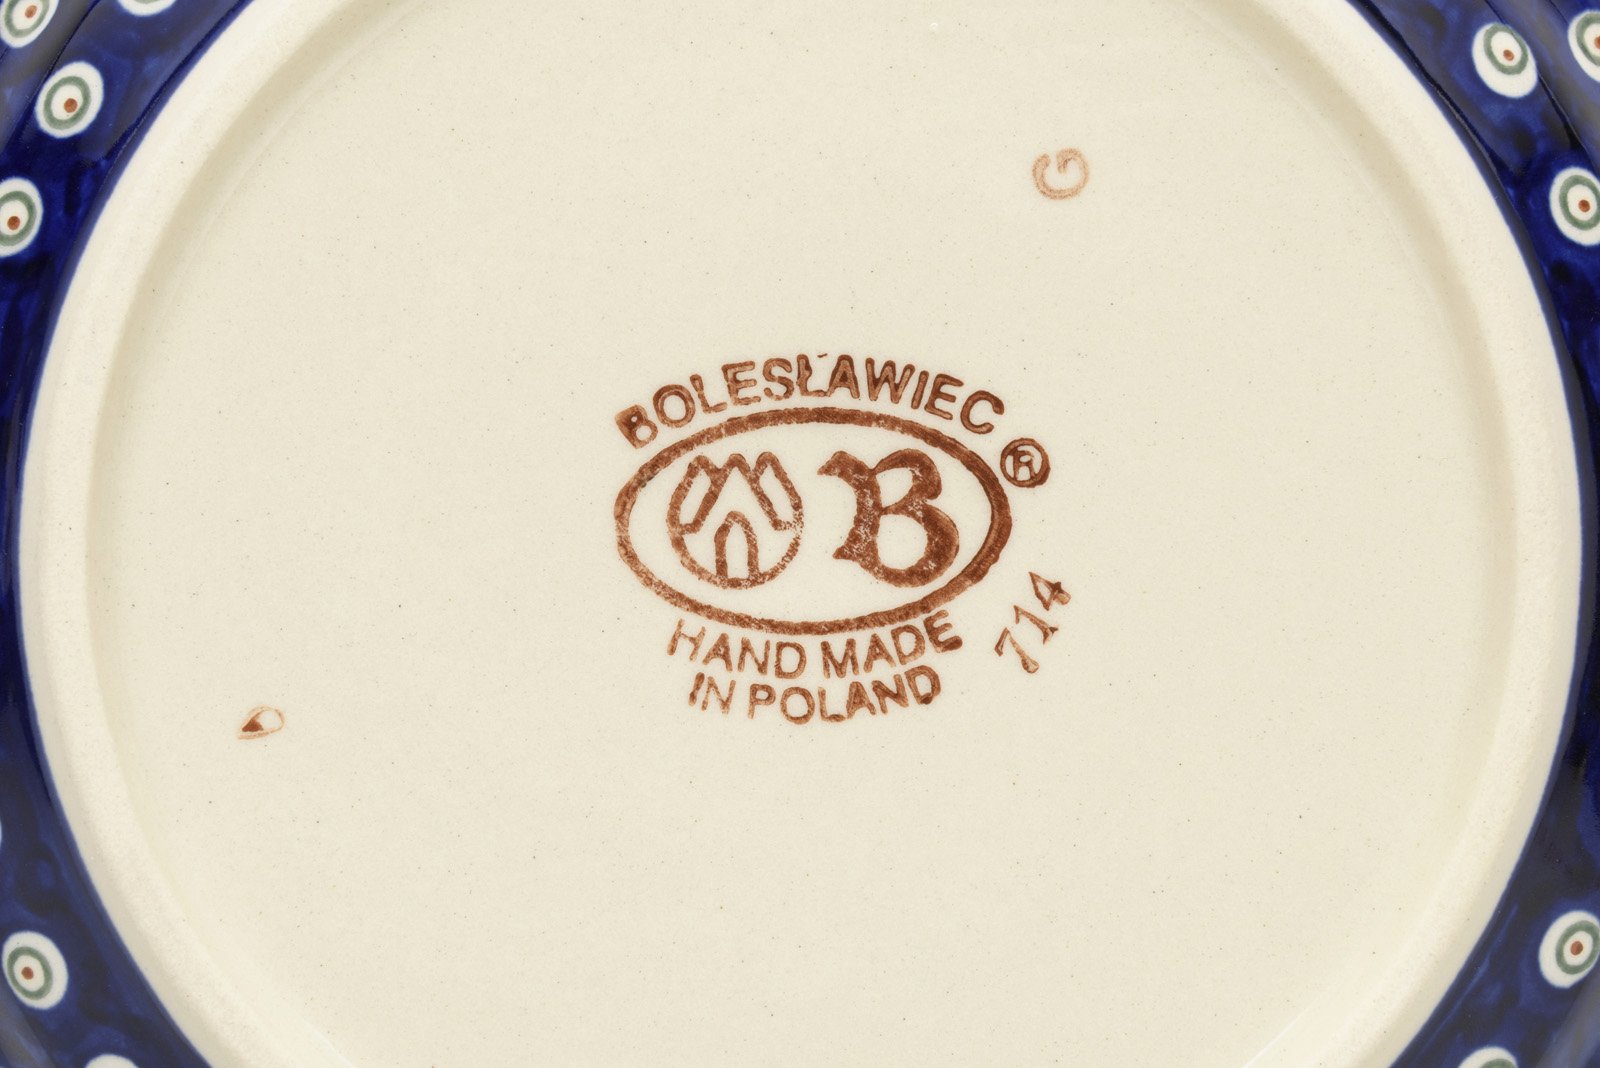 G
BOLESŁAWIEC
®
B
714
HAND MADE
IN POLAND